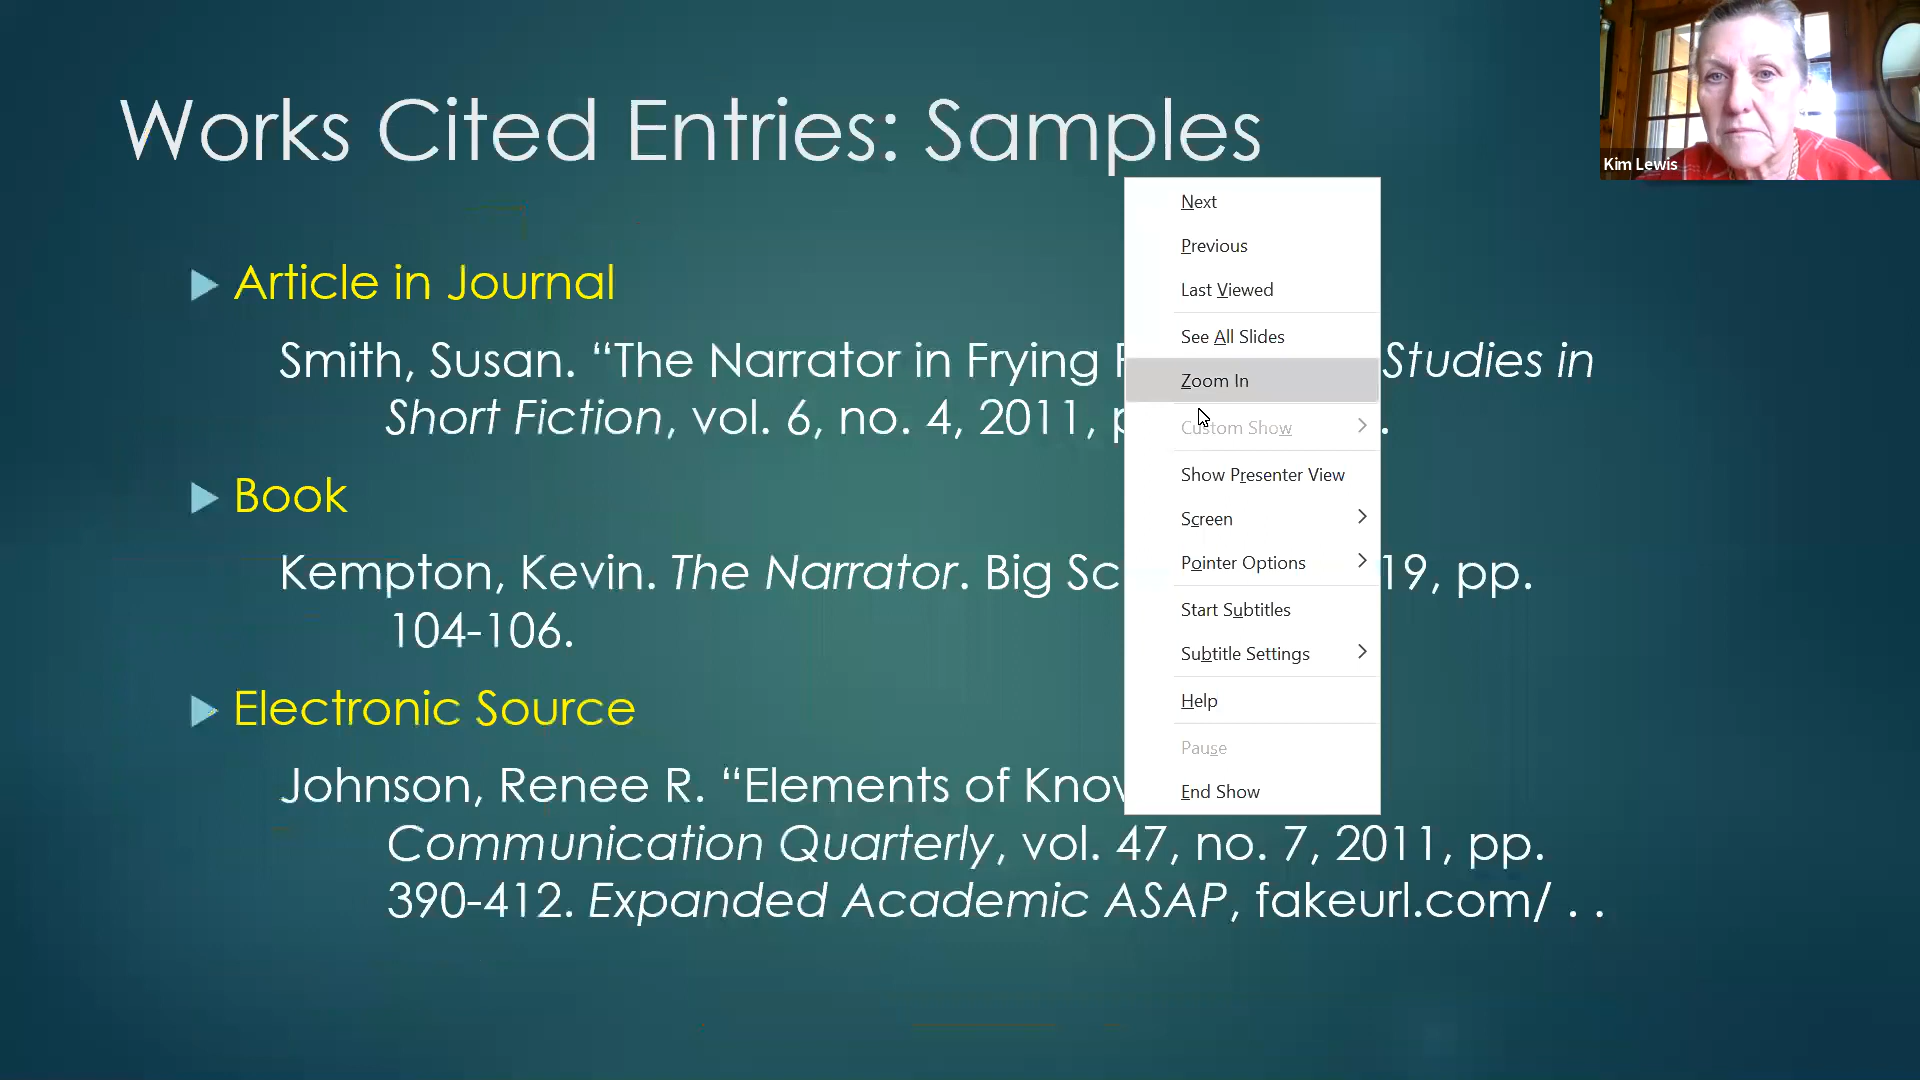 Works Cited Entries: Samples
Kim Lewis
Article in Journal
Smith, Susan. “The Narrator in Frying Studies in
Short Fiction, vol. 6, no. 4, 2011,
Book
Kempton, Kevin. The Narrator. Big 19, pp.
104-106.
Electronic Source
Johnson, Renee R. “Elements of
Communication Quarterly, vol. 47, no. 7, 2011, pp.
390-412. Expanded Academic ASAP, fakeurl.com/ . .
Next
Previous
Last Viewed
See All Slides
Zoom In
Custom Show
Show Presenter View
Screen
Pointer Options
Start Subtitles
Subtitle Settings
Help
Pause
End Show